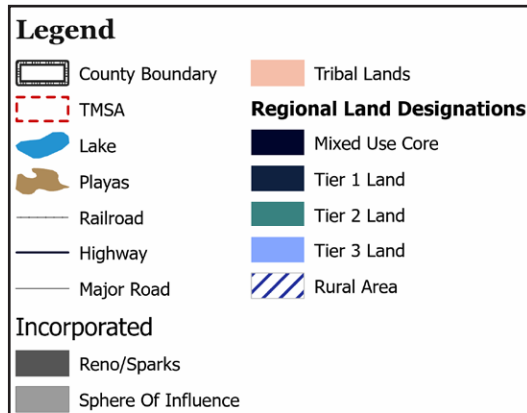 Legend
County Boundary
TMSA
Lake
Playas
Railroad
Highway
Major Road
Incorporated
Reno/Sparks
Sphere Of Influence
Tribal Lands
Regional Land Designations
Mixed Use Core
Tier 1 Land
Tier 2 Land
Tier 3 Land
Rural Area